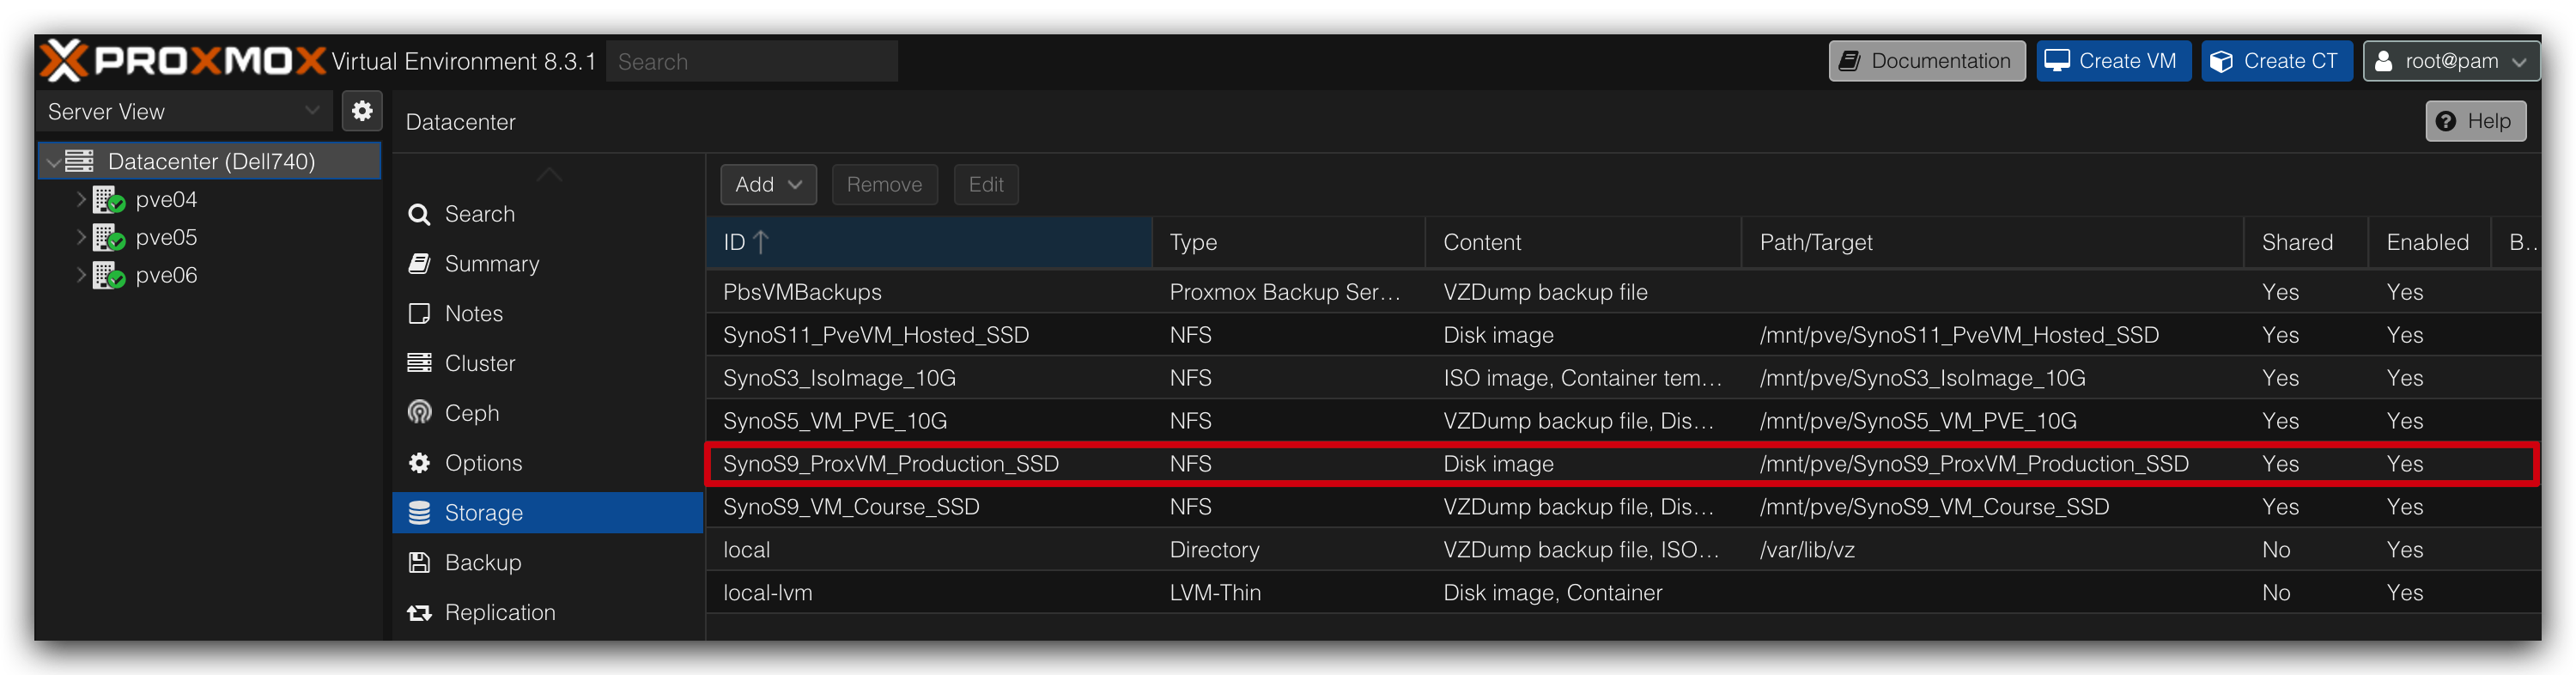 PROXMOX Virtual Environment 8.3.1 Search Documentation Create VM Create CT root@pam
Server View
Datacenter
Help
Datacenter (Dell740)
pve04
pve05
pve06
Search
Summary
Notes
Cluster
Ceph
Options
Storage
Backup
Replication
Add Remove Edit
ID Type Content Path/Target Shared Enabled B...
PbsVMBackups Proxmox Backup Ser... VZDump backup file Yes Yes
SynoS11_PveVM_Hosted_SSD NFS Disk image /mnt/pve/SynoS11_PveVM_Hosted_SSD Yes Yes
SynoS3_IsoImage_10G NFS ISO image, Container tem... /mnt/pve/SynoS3_IsoImage_10G Yes Yes
SynoS5_VM_PVE_10G NFS VZDump backup file, Dis... /mnt/pve/SynoS5_VM_PVE_10G Yes Yes
SynoS9_ProxVM_Production_SSD NFS Disk image /mnt/pve/SynoS9_ProxVM_Production_SSD Yes Yes
SynoS9_VM_Course_SSD NFS VZDump backup file, Dis... /mnt/pve/SynoS9_VM_Course_SSD Yes Yes
local Directory VZDump backup file, ISO... /var/lib/vz No Yes
local-lvm LVM-Thin Disk image, Container No Yes